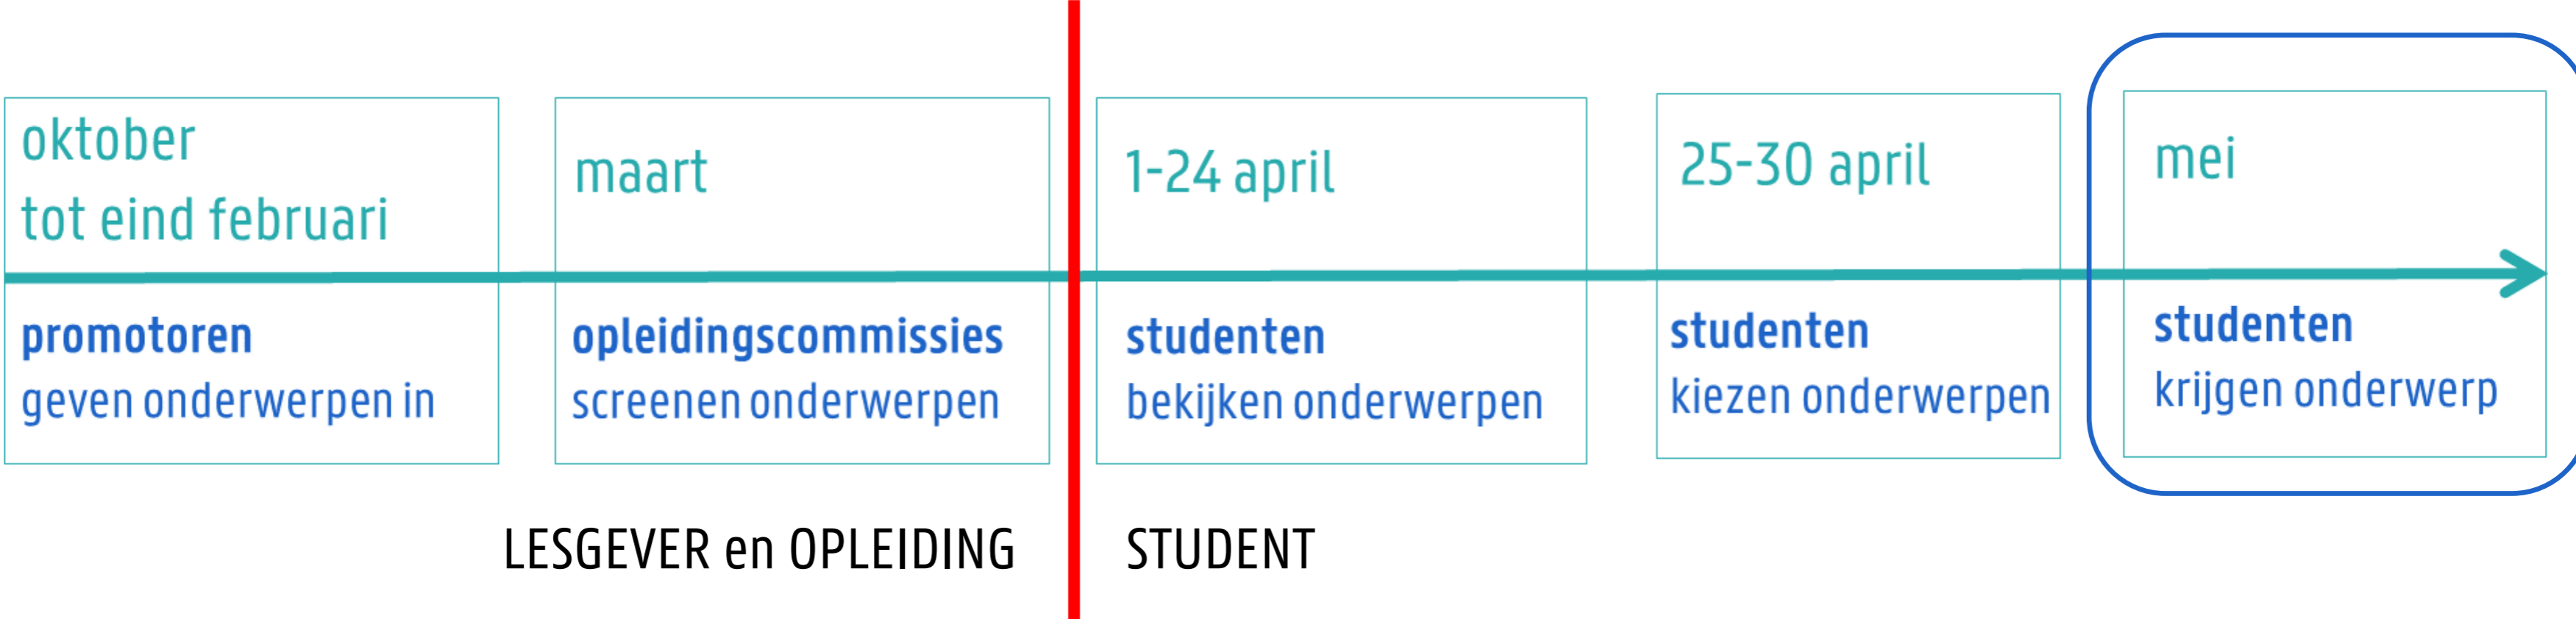 oktober
tot eind februari
promotoren
geven onderwerpen in
maart
opleidingscommissies
screenen onderwerpen
1-24 april
studenten
bekijken onderwerpen
25-30 april
studenten
kiezen onderwerpen
mei
studenten
krijgen onderwerp
LESGEVER en OPLEIDING
STUDENT